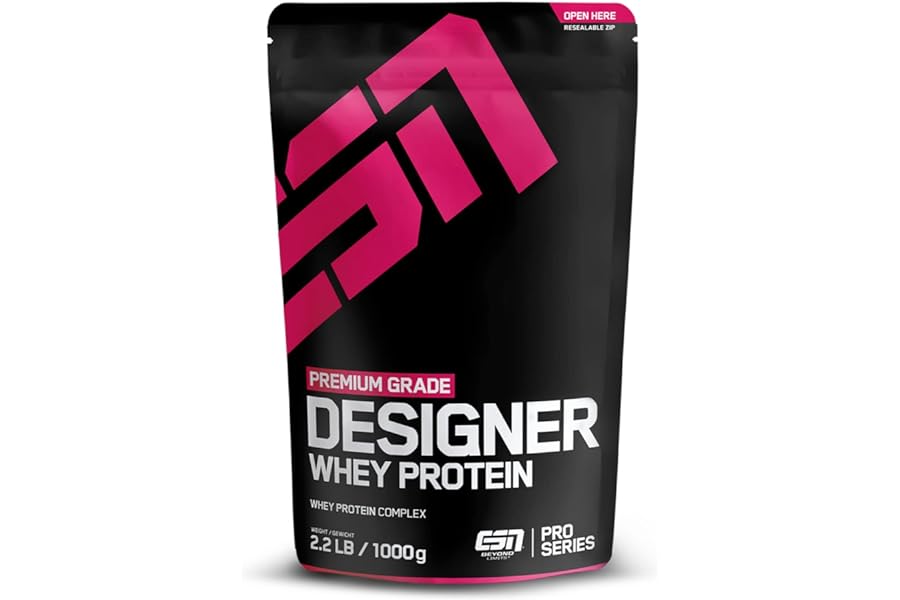 OPEN HERE
RESEALABLE ZIP
ESN
PREMIUM GRADE
DESIGNER
WHEY PROTEIN
WHEY PROTEIN COMPLEX
WEIGHT / GEWICHT
2.2 LB / 1000g
ESN
BEYOND
LIMITS
PRO
SERIES